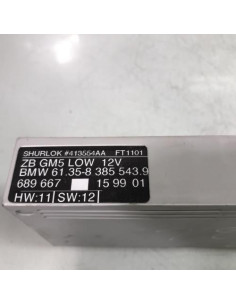 SHURLOK #413554AA FT1101
ZB GM5 LOW 12V
BMW 61.35-8 385 543.9
689 667 15 99 01
HW:11 SW:12